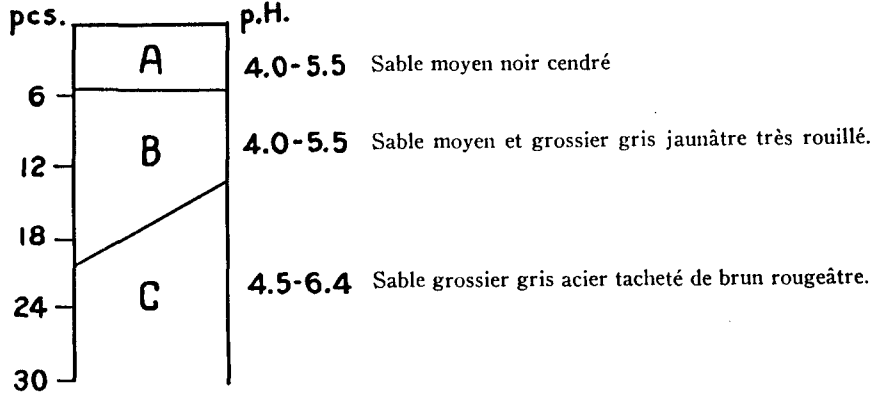 pcs. p.H.
A 4.0-5.5 Sable moyen noir cendré
6
B 4.0-5.5 Sable moyen et grossier gris jaunâtre très rouillé.
12
18
C 4.5-6.4 Sable grossier gris acier tacheté de brun rougeâtre.
24
30